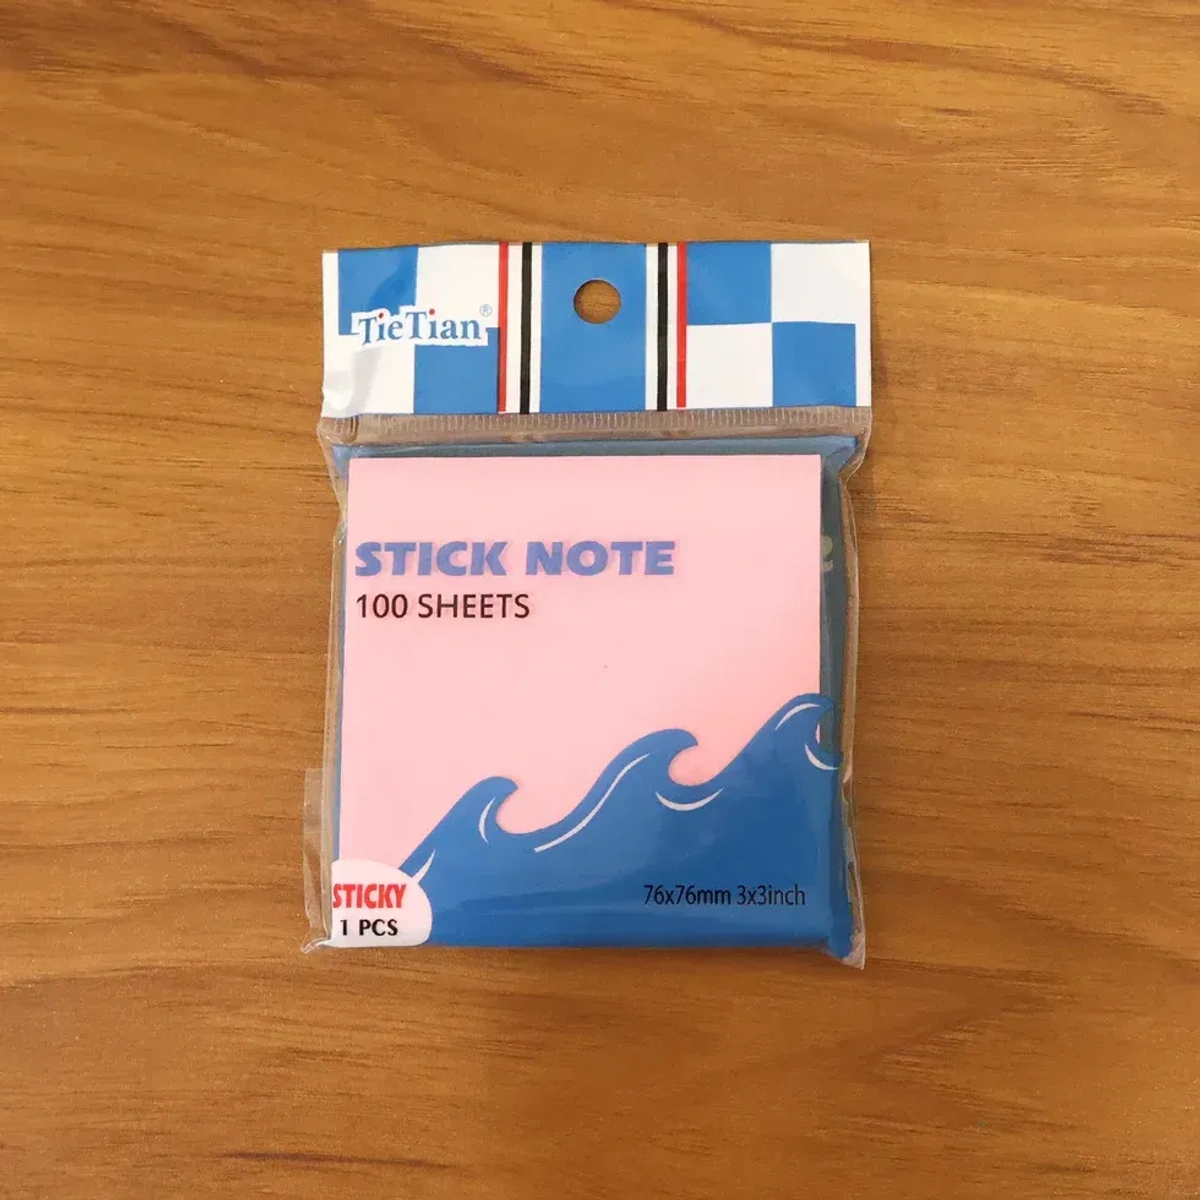 TieTian®
STICK NOTE
100 SHEETS
STICKY
1 PCS
76x76mm 3x3inch